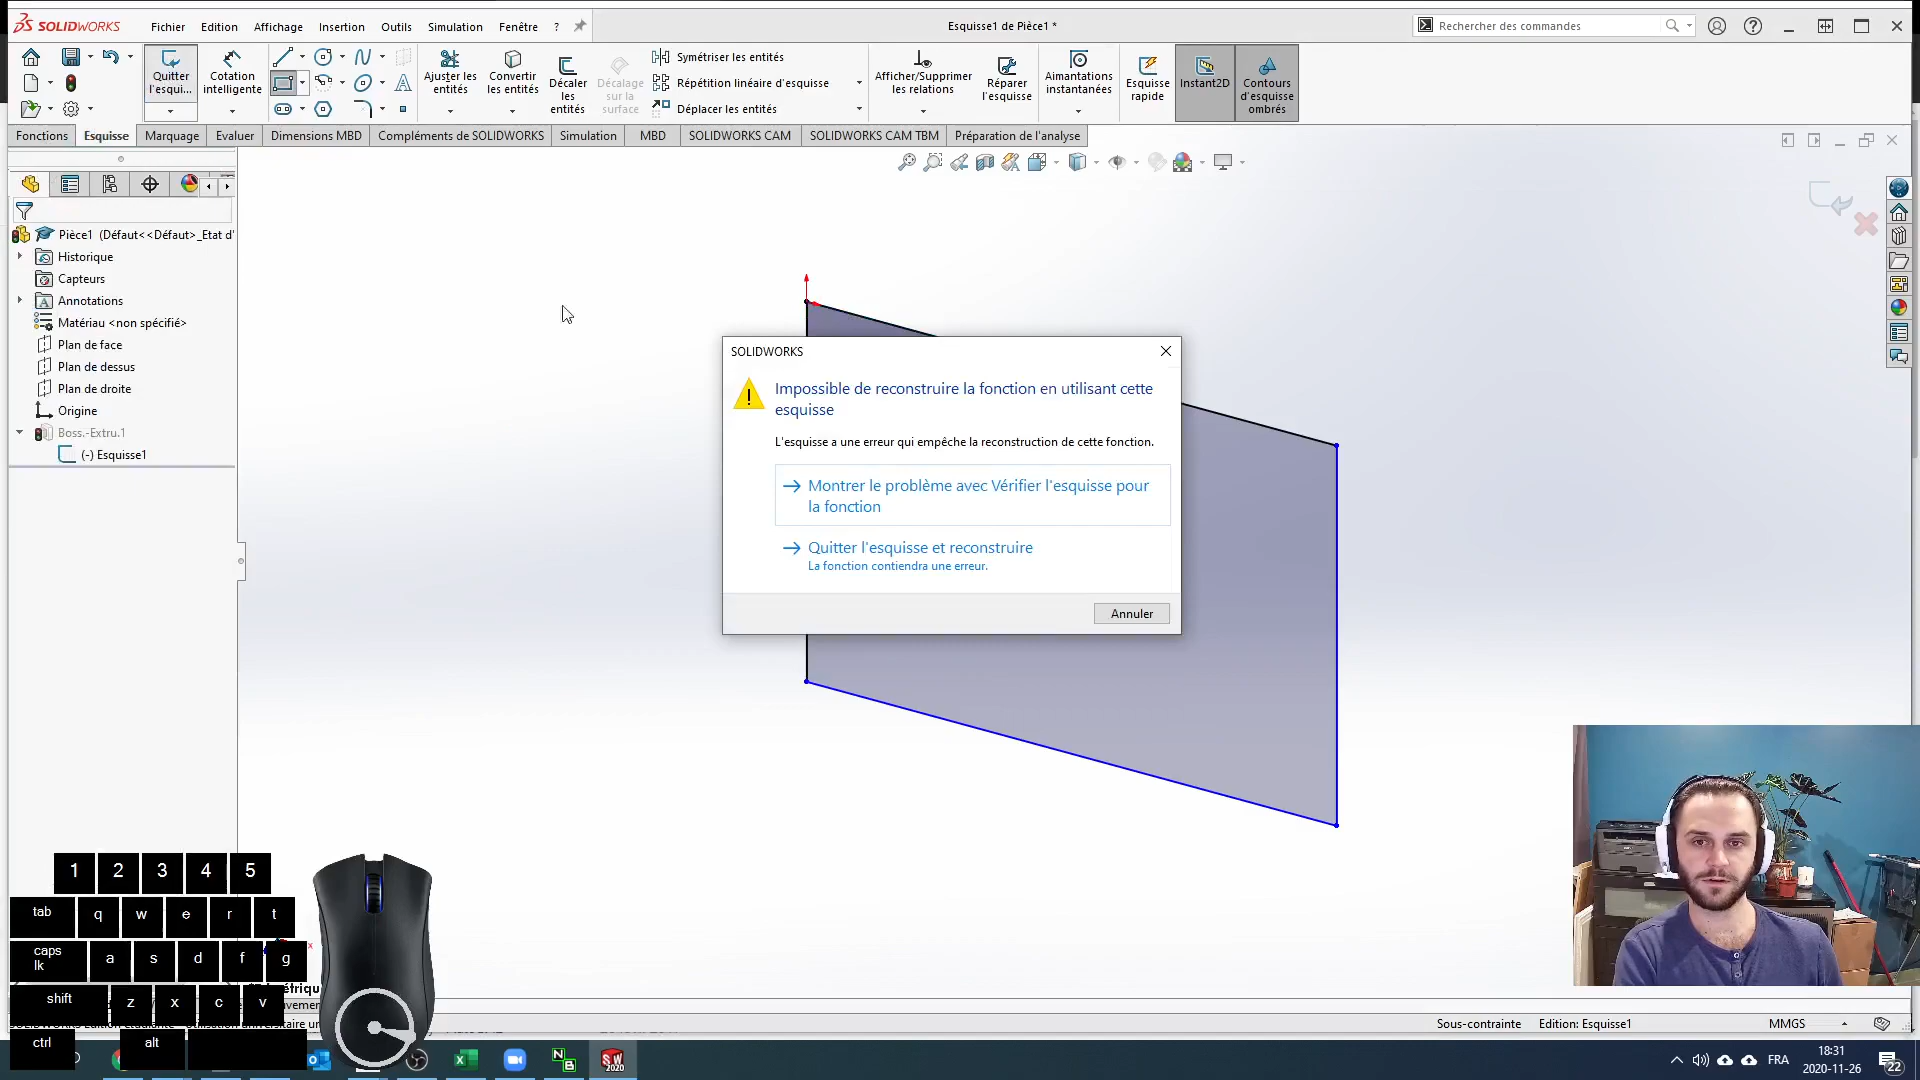 SOLIDWORKS
Fichier
Edition
Affichage
Insertion
Outils
Simulation
Fenêtre
?
Esquisse1 de Pièce1 *
Rechercher des commandes
Quitter
l'esqui...
Cotation
intelligente
Ajuster les
entités
Convertir
les entités
Décaler
les
entités
Décalage
sur la
surface
Symétriser les entités
Répétition linéaire d'esquisse
Déplacer les entités
Afficher/Supprimer
les relations
Réparer
l'esquisse
Aimantations
instantanées
Esquisse
rapide
Instant2D
Contours
d'esquisse
ombrés
Fonctions
Esquisse
Marquage
Evaluer
Dimensions MBD
Compléments de SOLIDWORKS
Simulation
MBD
SOLIDWORKS CAM
SOLIDWORKS CAM TBM
Préparation de l'analyse
Pièce1 (Défaut<<Défaut>_Etat d'
Historique
Capteurs
Annotations
Matériau <non spécifié>
Plan de face
Plan de dessus
Plan de droite
Origine
Boss.-Extru.1
(-) Esquisse1
SOLIDWORKS
Impossible de reconstruire la fonction en utilisant cette
esquisse
L'esquisse a une erreur qui empêche la reconstruction de cette fonction.
Montrer le problème avec Vérifier l'esquisse pour
la fonction
Quitter l'esquisse et reconstruire
La fonction contiendra une erreur.
Annuler
1 2 3 4 5
tab q w e r t
caps
lk
a s d f g
shift z x c v
ctrl alt
Sous-contrainte
Edition: Esquisse1
MMGS
FRA
18:31
2020-11-26
22
SW
2020